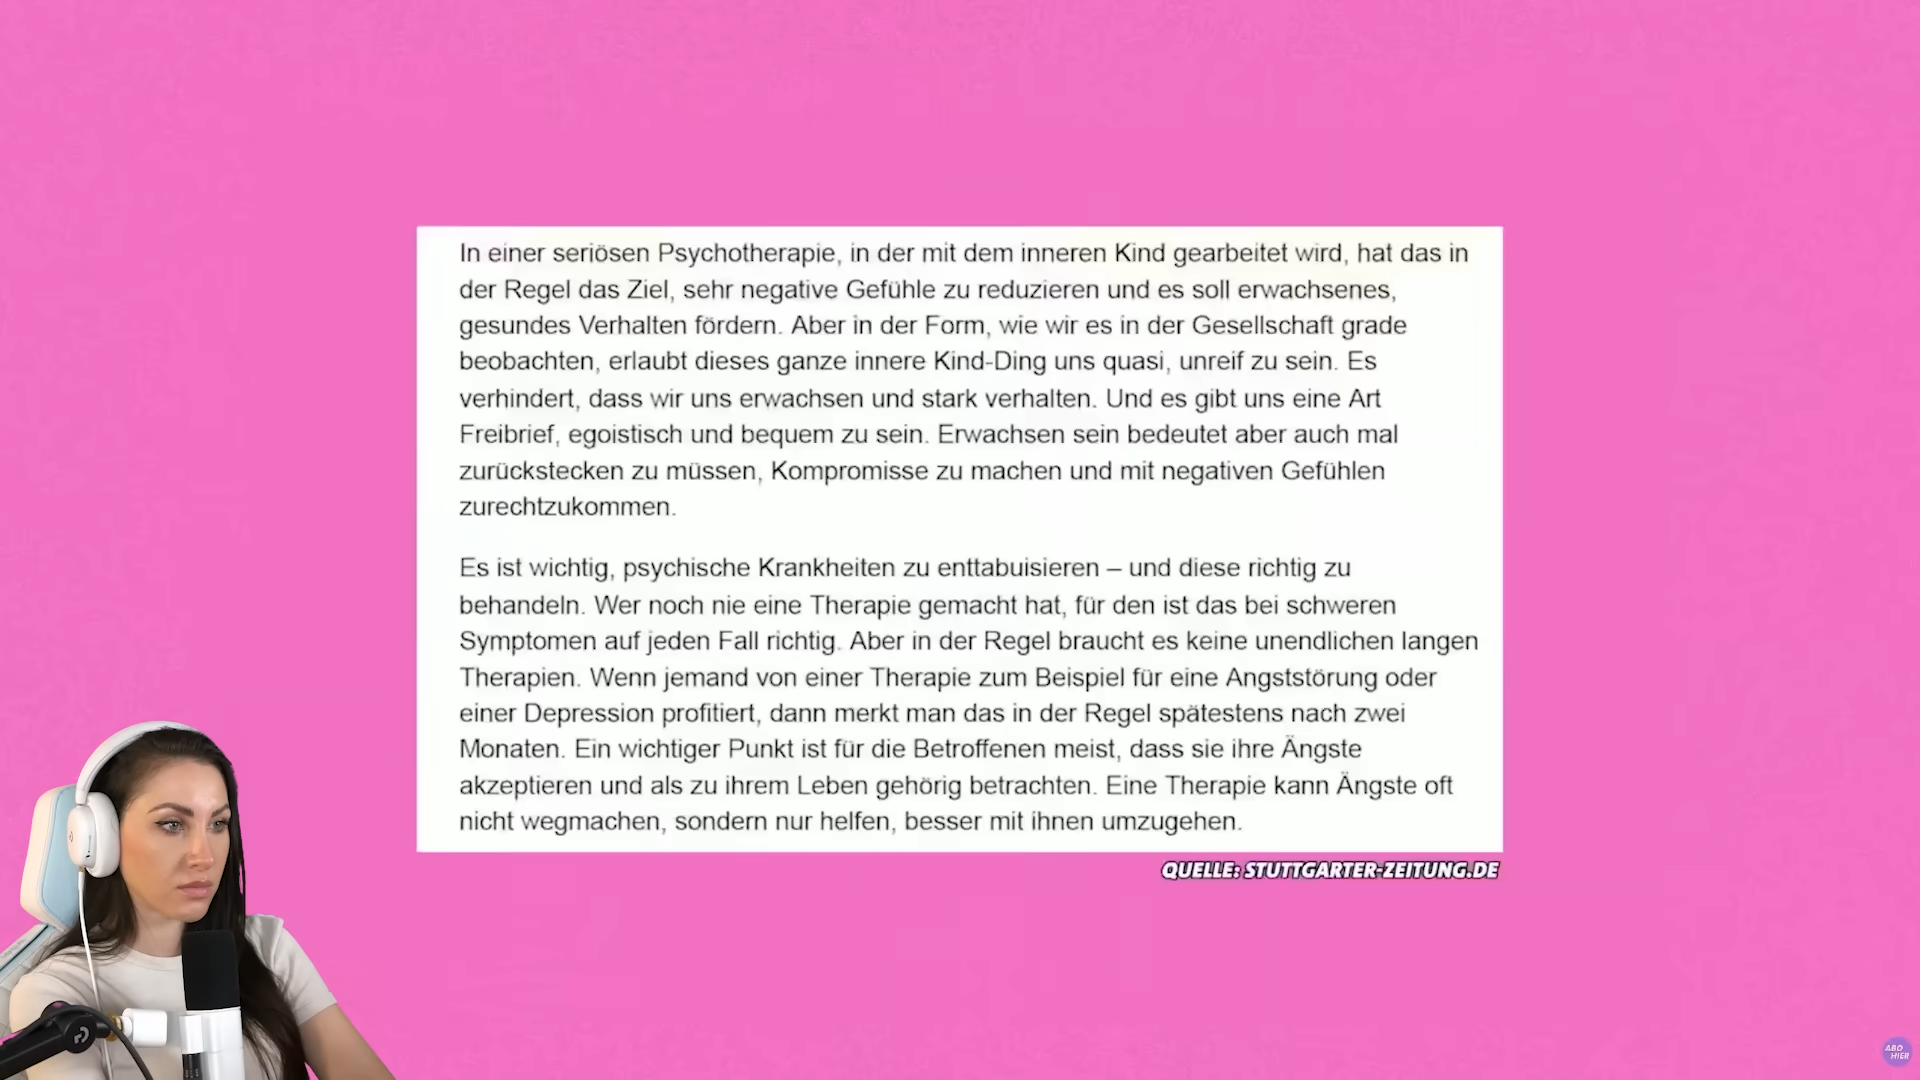 In einer seriösen Psychotherapie, in der mit dem inneren Kind gearbeitet wird, hat das in
der Regel das Ziel, sehr negative Gefühle zu reduzieren und es soll erwachsenes,
gesundes Verhalten fördern. Aber in der Form, wie wir es in der Gesellschaft grade
beobachten, erlaubt dieses ganze innere Kind-Ding uns quasi, unreif zu sein. Es
verhindert, dass wir uns erwachsen und stark verhalten. Und es gibt uns eine Art
Freibrief, egoistisch und bequem zu sein. Erwachsen sein bedeutet aber auch mal
zurückstecken zu müssen, Kompromisse zu machen und mit negativen Gefühlen
zurechtzukommen.
Es ist wichtig, psychische Krankheiten zu enttabuisieren – und diese richtig zu
behandeln. Wer noch nie eine Therapie gemacht hat, für den ist das bei schweren
Symptomen auf jeden Fall richtig. Aber in der Regel braucht es keine unendlichen langen
Therapien. Wenn jemand von einer Therapie zum Beispiel für eine Angststörung oder
einer Depression profitiert, dann merkt man das in der Regel spätestens nach zwei
Monaten. Ein wichtiger Punkt ist für die Betroffenen meist, dass sie ihre Ängste
akzeptieren und als zu ihrem Leben gehörig betrachten. Eine Therapie kann Ängste oft
nicht wegmachen, sondern nur helfen, besser mit ihnen umzugehen.
QUELLE: STUTTGARTER-ZEITUNG.DE
ABO
HIER